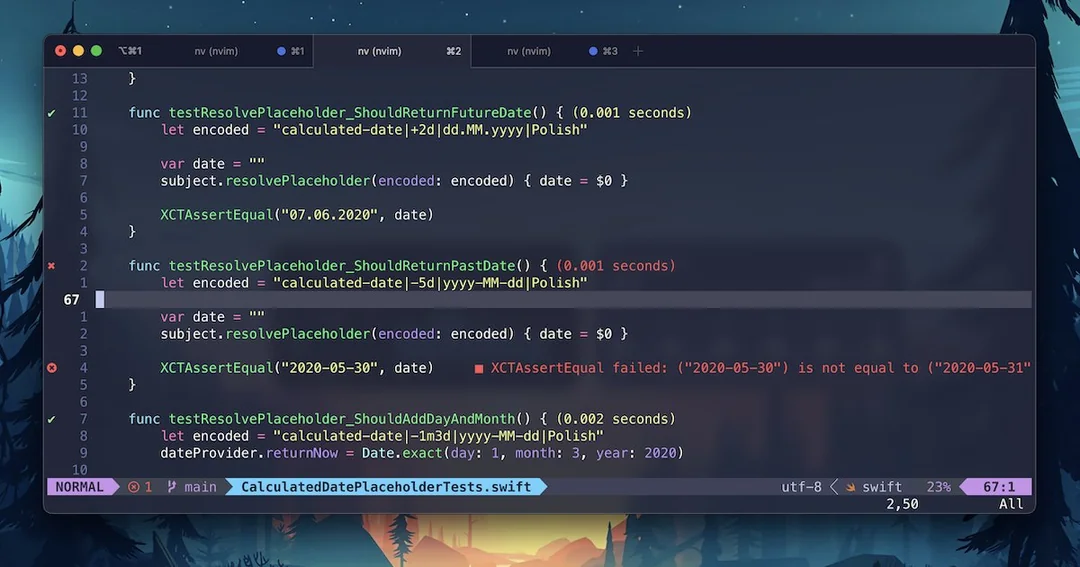 ⌥⌘1 nv (nvim) ⌘1 nv (nvim) ⌘2 nv (nvim) ⌘3 +
13 }
12
✔ 11 func testResolvePlaceholder_ShouldReturnFutureDate() { (0.001 seconds)
10 let encoded = "calculated-date|+2d|dd.MM.yyyy|Polish"
9
8 var date = ""
7 subject.resolvePlaceholder(encoded: encoded) { date = $0 }
6
5 XCTAssertEqual("07.06.2020", date)
4 }
3
✖ 2 func testResolvePlaceholder_ShouldReturnPastDate() { (0.001 seconds)
1 let encoded = "calculated-date|-5d|yyyy-MM-dd|Polish"
67
1 var date = ""
2 subject.resolvePlaceholder(encoded: encoded) { date = $0 }
3
4 XCTAssertEqual("2020-05-30", date) ■ XCTAssertEqual failed: ("2020-05-30") is not equal to ("2020-05-31"
5 }
6
✔ 7 func testResolvePlaceholder_ShouldAddDayAndMonth() { (0.002 seconds)
8 let encoded = "calculated-date|-1m3d|yyyy-MM-dd|Polish"
9 dateProvider.returnNow = Date.exact(day: 1, month: 3, year: 2020)
10
NORMAL 1 main CalculatedDatePlaceholderTests.swift utf-8 swift 23% 67:1
2,50 All